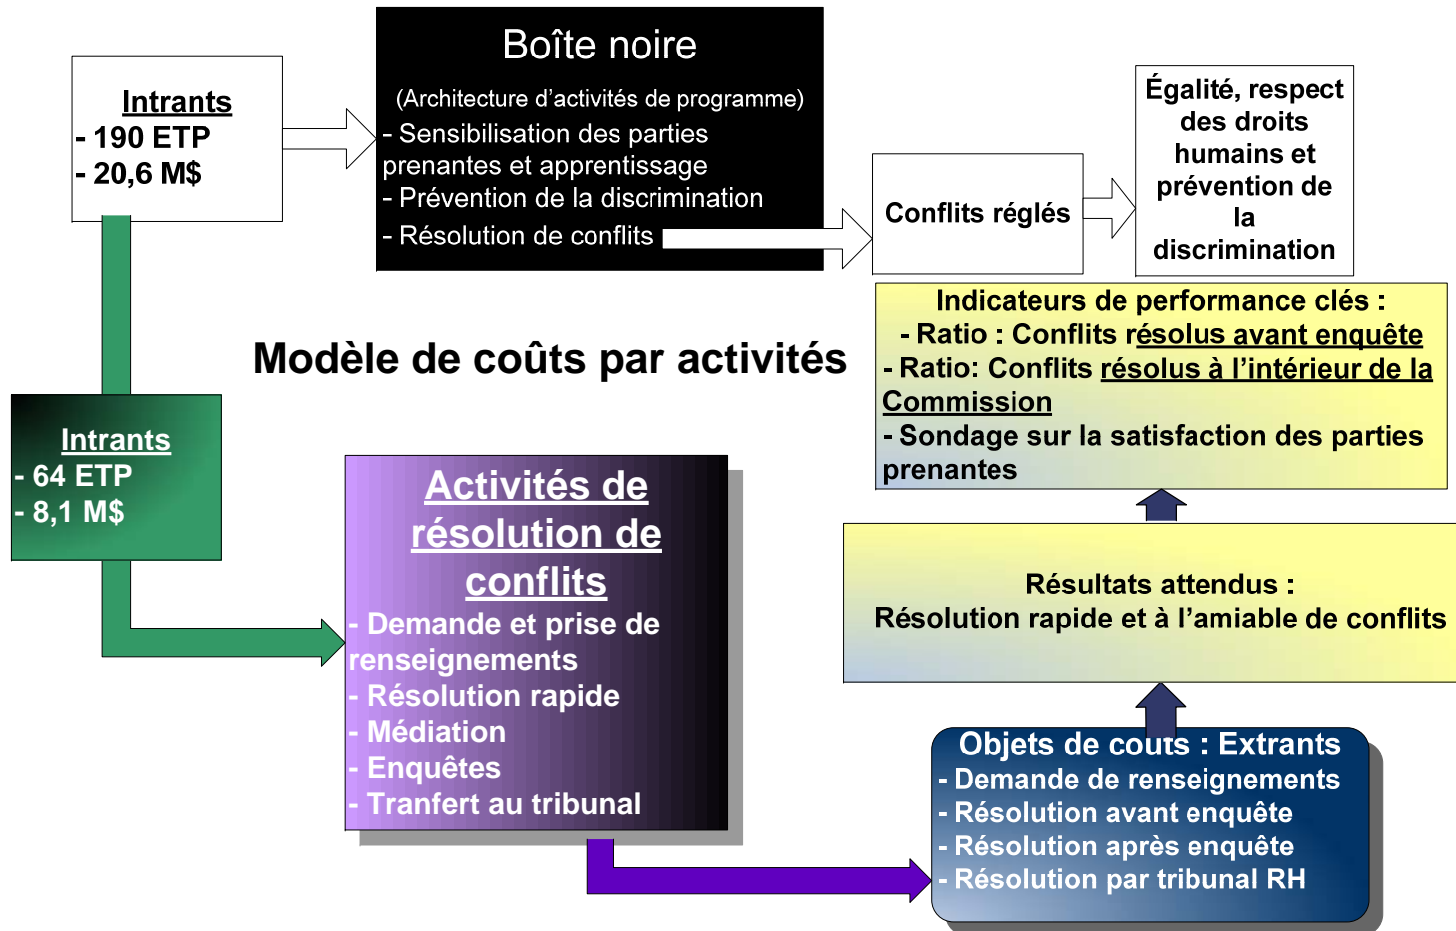 Boîte noire
(Architecture d'activités de programme)
- Sensibilisation des parties
prenantes et apprentissage
- Prévention de la discrimination
- Résolution de conflits
Intrants
- 190 ETP
- 20,6 M$
Conflits réglés
Égalité, respect
des droits
humains et
prévention de
la
discrimination
Modèle de coûts par activités
Indicateurs de performance clés :
- Ratio : Conflits résolus avant enquête
- Ratio: Conflits résolus à l'intérieur de la
Commission
- Sondage sur la satisfaction des parties
prenantes
Intrants
- 64 ETP
- 8,1 M$
Activités de
résolution de
conflits
- Demande et prise de
renseignements
- Résolution rapide
- Médiation
- Enquêtes
- Tranfert au tribunal
Résultats attendus :
Résolution rapide et à l'amiable de conflits
Objets de couts : Extrants
- Demande de renseignements
- Résolution avant enquête
- Résolution après enquête
- Résolution par tribunal RH